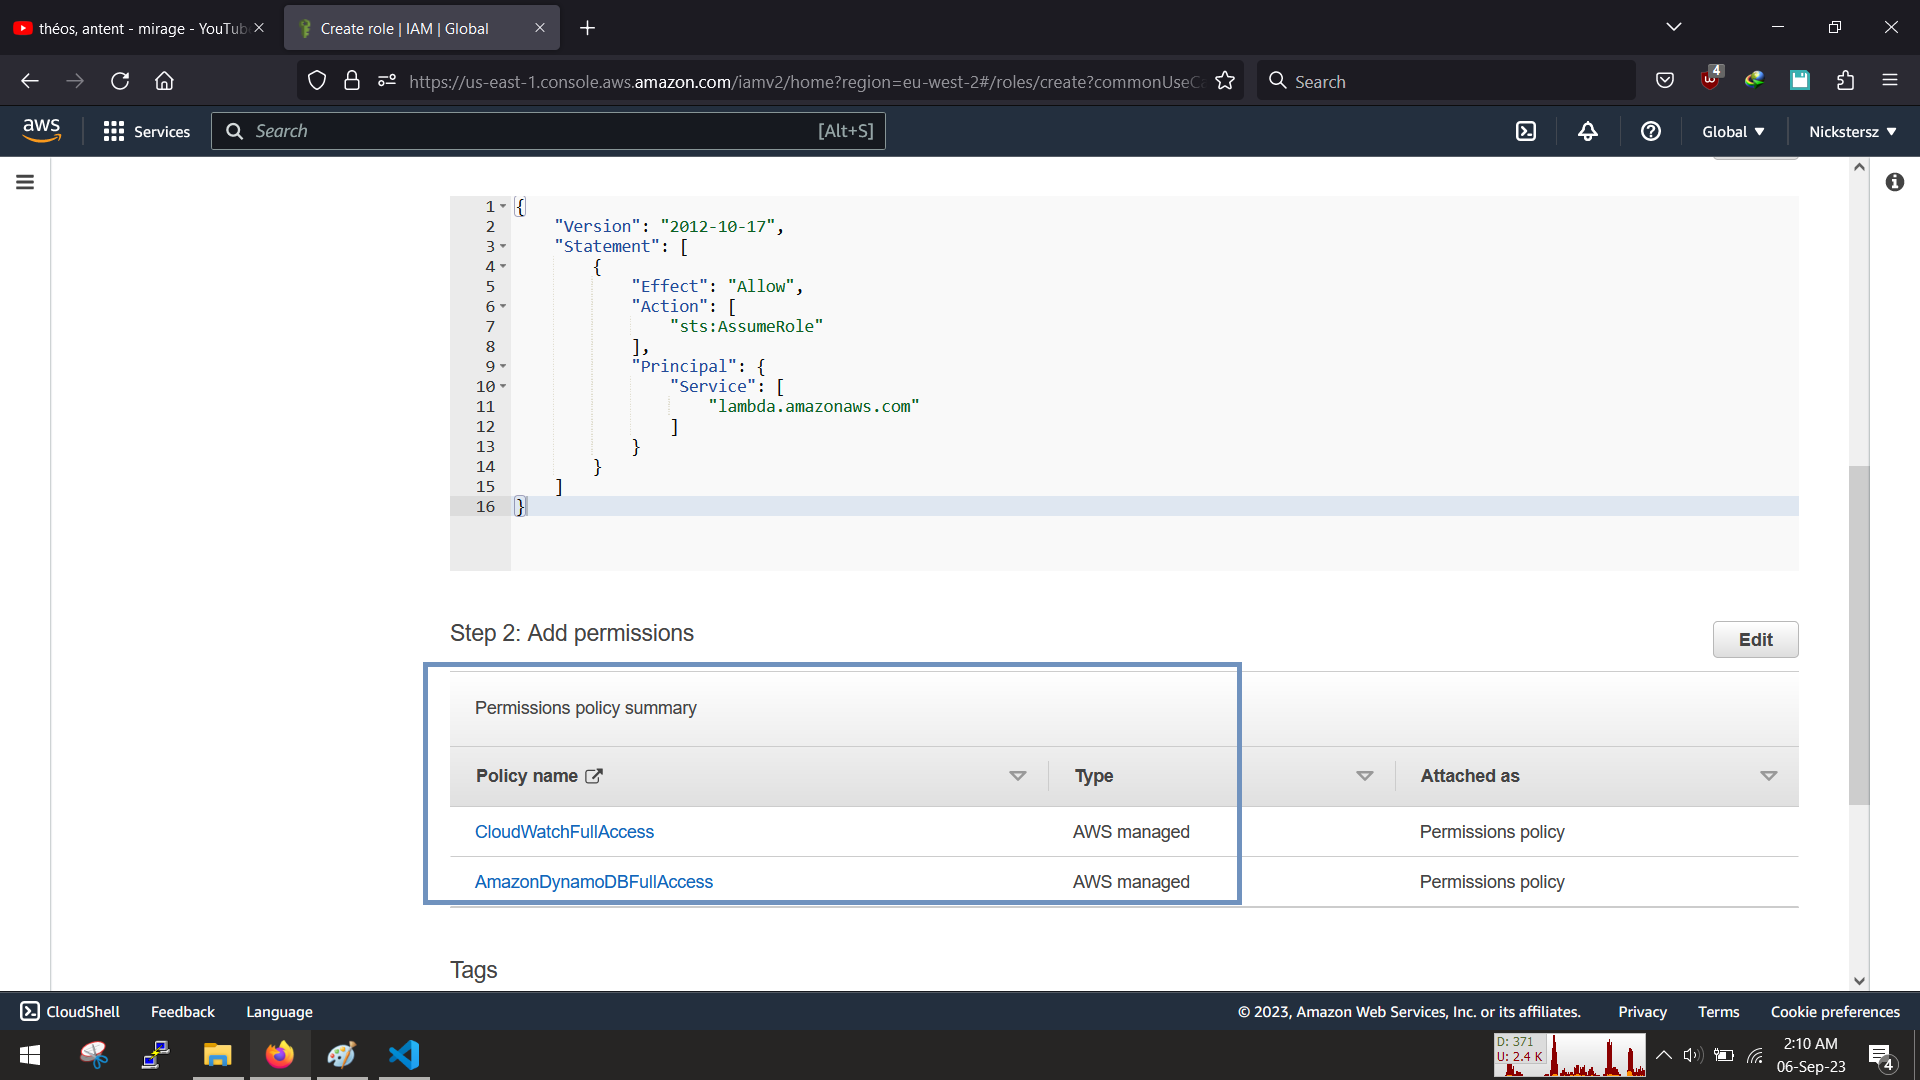 théos, antent - mirage - YouTub
Create role | IAM | Global
https://us-east-1.console.aws.amazon.com/iamv2/home?region=eu-west-2#/roles/create?commonUseCa
Search
4
aws
Services
Search
[Alt+S]
Global
Nickstersz
1 {
2 "Version": "2012-10-17",
3 "Statement": [
4 {
5 "Effect": "Allow",
6 "Action": [
7 "sts:AssumeRole"
8 ],
9 "Principal": {
10 "Service": [
11 "lambda.amazonaws.com"
12 ]
13 }
14 }
15 ]
16 }
Step 2: Add permissions
Edit
Permissions policy summary
Policy name
Type
Attached as
CloudWatchFullAccess
AWS managed
Permissions policy
AmazonDynamoDBFullAccess
AWS managed
Permissions policy
Tags
CloudShell
Feedback
Language
© 2023, Amazon Web Services, Inc. or its affiliates.
Privacy
Terms
Cookie preferences
D: 371
U: 2.4 K
2:10 AM
06-Sep-23
4